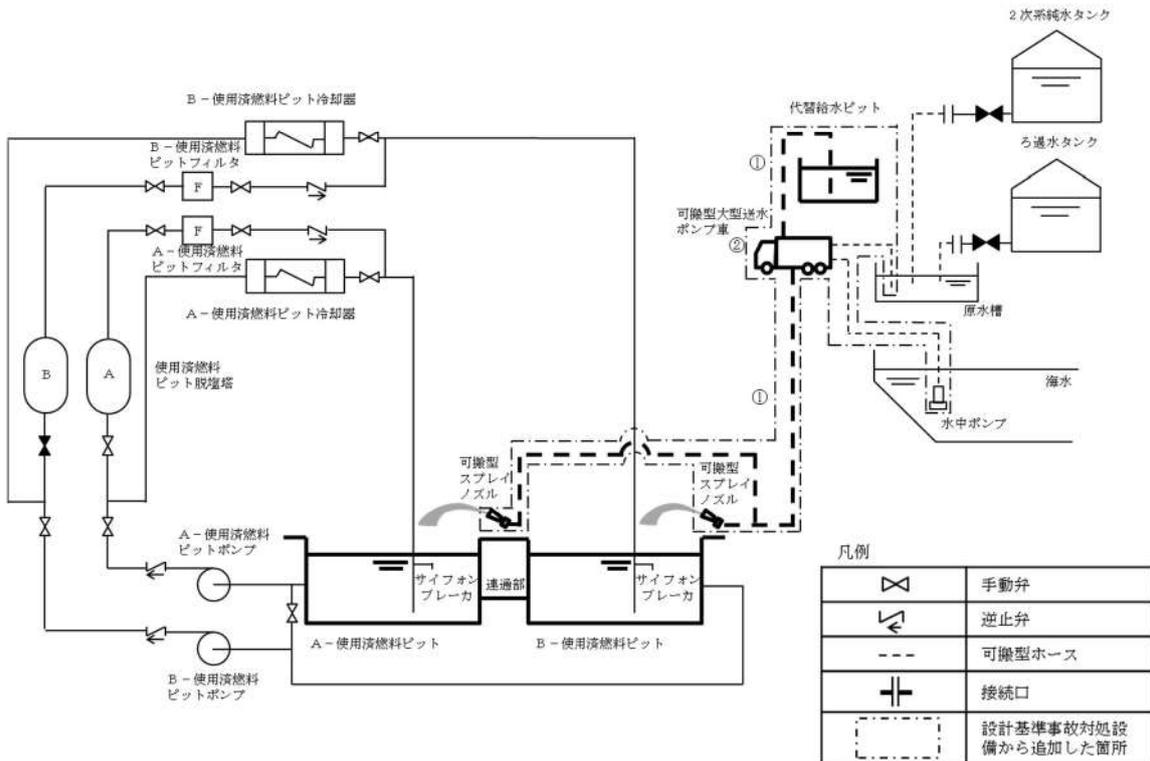 2次系純水タンク
B-使用済燃料ピット冷却器
代替給水ピット
B-使用済燃料
ピットフィルタ
ろ過水タンク
①
F
可搬型大型送水
ポンプ車
F
②
A-使用済燃料
ピットフィルタ
A-使用済燃料ピット冷却器
原水槽
B
A
使用済燃料
ピット脱塩塔
海水
①
水中ポンプ
可搬型
スプレイ
ノズル
可搬型
スプレイ
ノズル
A-使用済燃料
ピットポンプ
サイフォン
ブレーカ
連通部
サイフォン
ブレーカ
A-使用済燃料ピット
B-使用済燃料ピット
B-使用済燃料
ピットポンプ
凡例
手動弁
逆止弁
可搬型ホース
接続口
設計基準事故対処設
備から追加した箇所